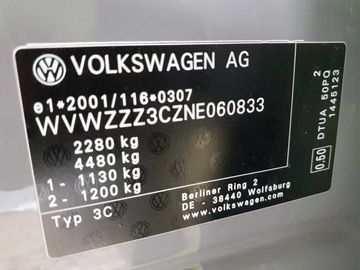 VOLKSWAGEN AG
e1*2001/116*0307
WVWZZZ3CZNE060833
2280 kg
4480 kg
1 - 1130 kg
2 - 1200 kg
Typ 3C
Berliner Ring 2
DE - 38440 Wolfsburg
www.volkswagen.com
0.50
DTUA 50PQ 2
1445123